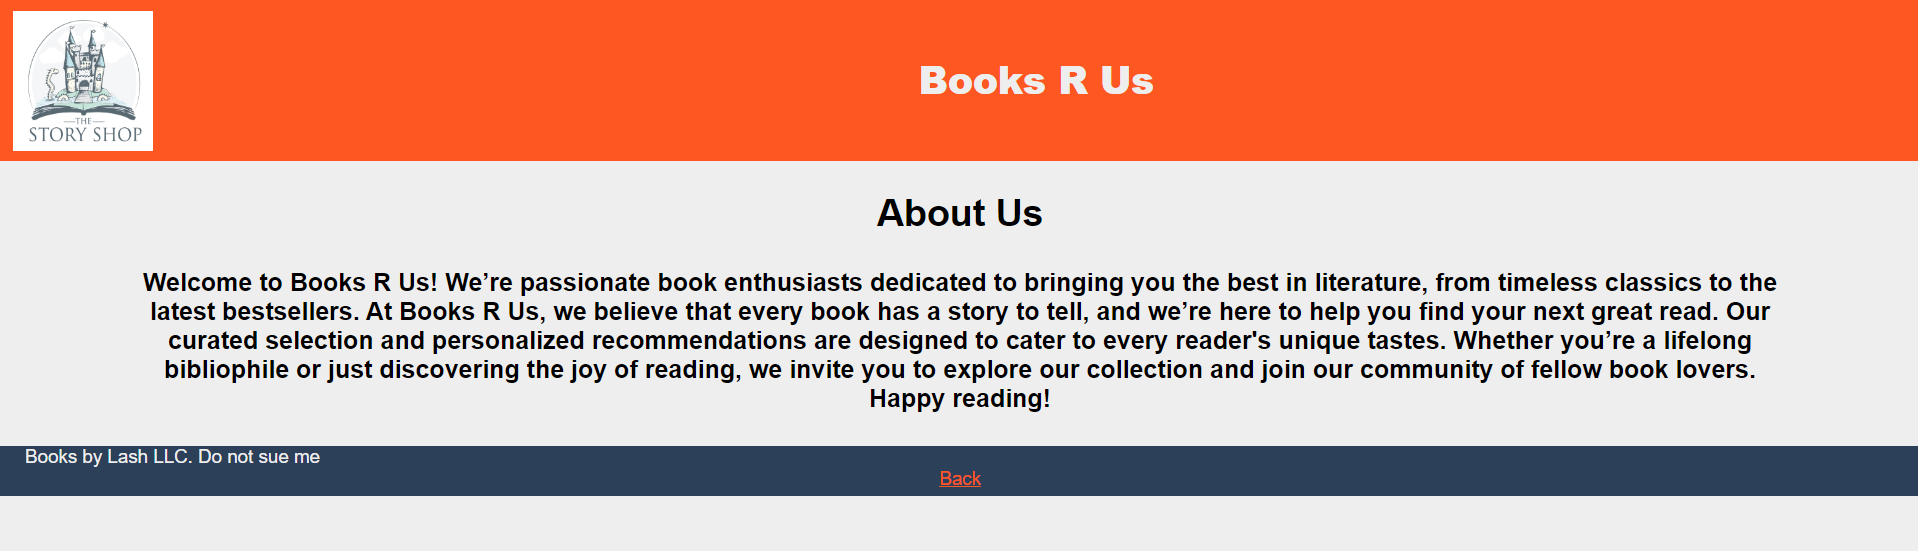 THE
STORY SHOP
Books R Us
About Us
Welcome to Books R Us! We’re passionate book enthusiasts dedicated to bringing you the best in literature, from timeless classics to the
latest bestsellers. At Books R Us, we believe that every book has a story to tell, and we’re here to help you find your next great read. Our
curated selection and personalized recommendations are designed to cater to every reader's unique tastes. Whether you’re a lifelong
bibliophile or just discovering the joy of reading, we invite you to explore our collection and join our community of fellow book lovers.
Happy reading!
Books by Lash LLC. Do not sue me
Back